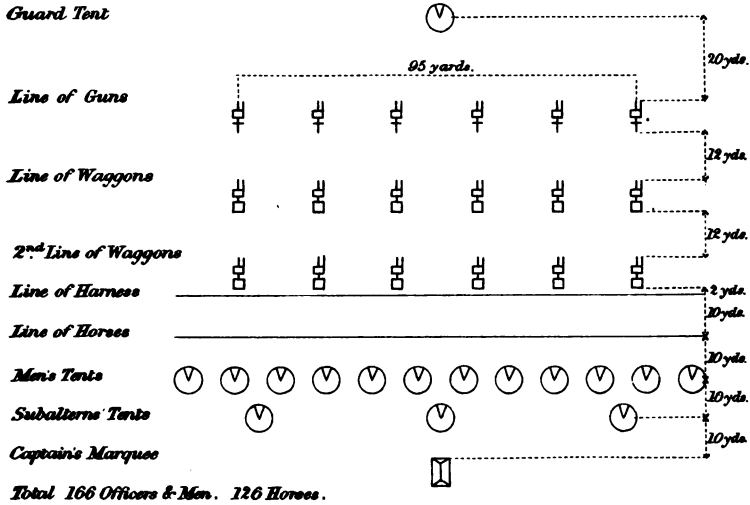 Guard Tent
20 yds.
95 yards.
Line of Guns
12 yds.
Line of Waggons
12 yds.
2nd Line of Waggons
Line of Harness
2 yds.
10 yds.
Line of Horses
10 yds.
Men's Tents
10 yds.
Subalterns' Tents
10 yds.
Captain's Marquee
Total 166 Officers & Men. 126 Horses.